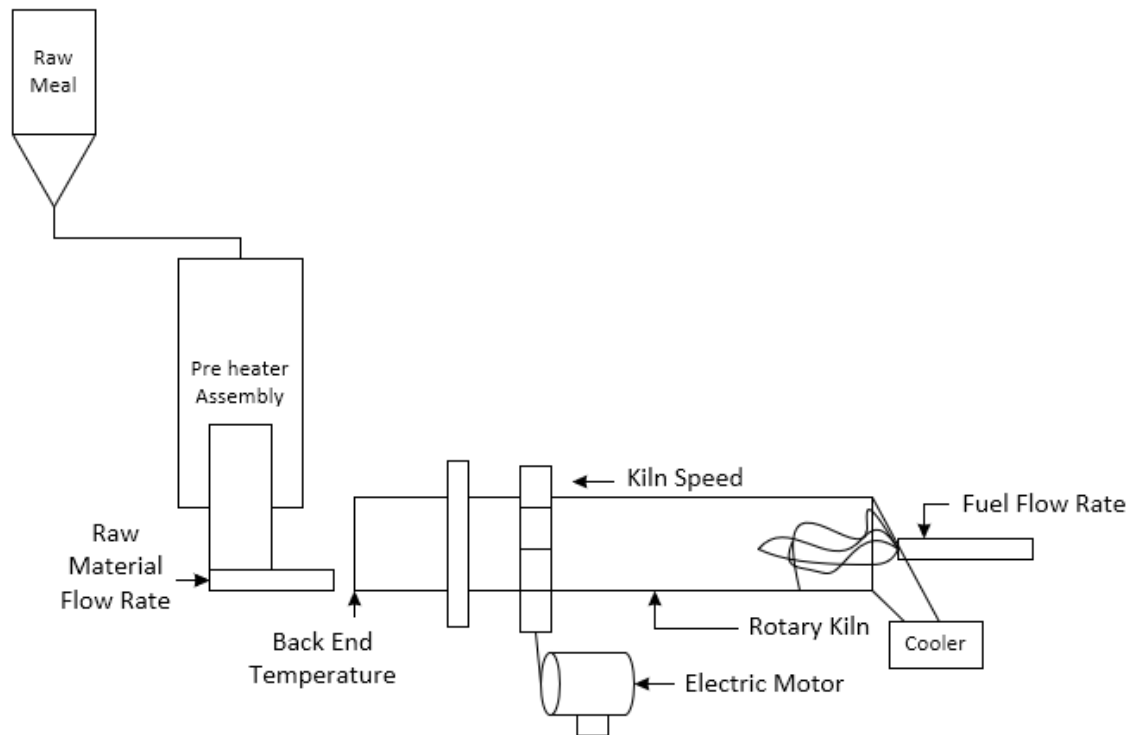 Raw
Meal
Pre heater
Assembly
Kiln Speed
Fuel Flow Rate
Raw
Material
Flow Rate
Back End
Temperature
Rotary Kiln
Cooler
Electric Motor